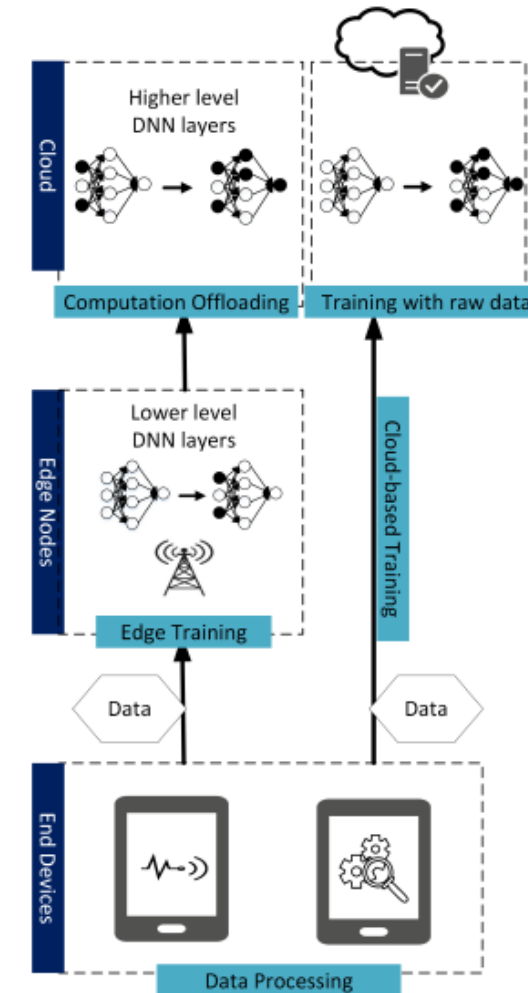 Cloud
Higher level
DNN layers
Computation Offloading
Training with raw data
Edge Nodes
Lower level
DNN layers
Edge Training
Cloud-based Training
Data
Data
End Devices
Data Processing